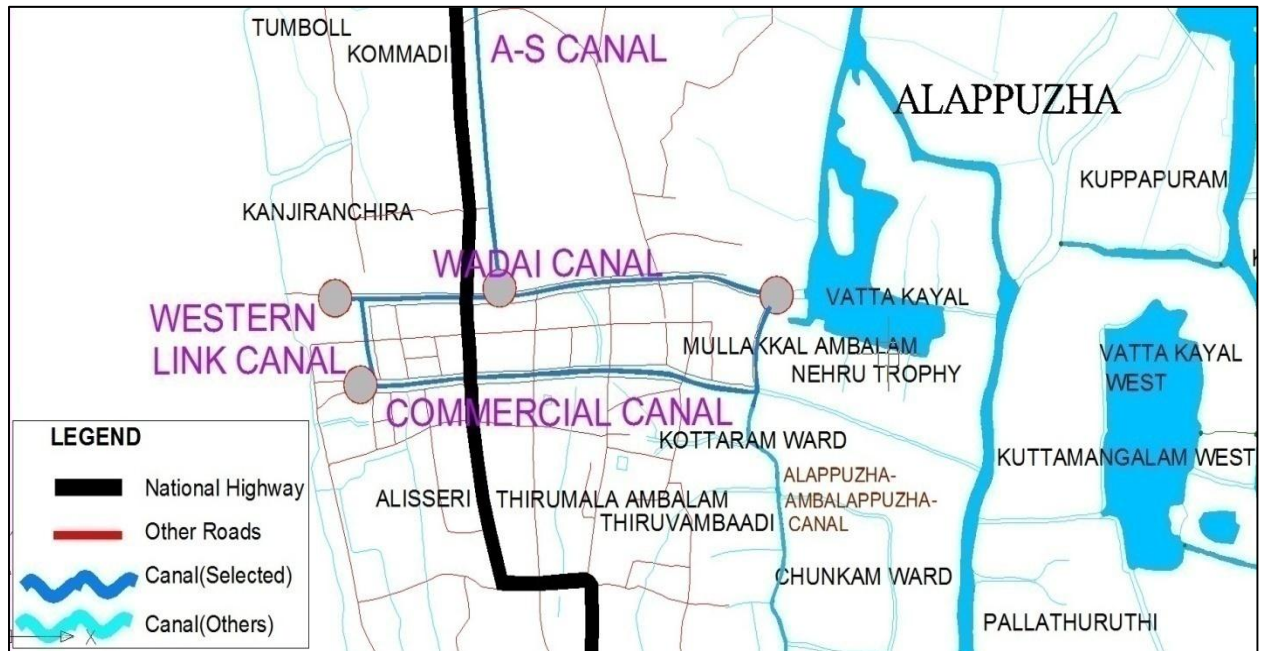 TUMBOLL
KOMMADI
A-S CANAL
ALAPPUZHA
KUPPAPURAM
KANJIRANCHIRA
WADAI CANAL
VATTA KAYAL
WESTERN
LINK CANAL
MULLAKKAL AMBALAM
NEHRU TROPHY
VATTA KAYAL
WEST
COMMERCIAL CANAL
KOTTARAM WARD
KUTTAMANGALAM WEST
ALAPPUZHA-
AMBALAPPUZHA-
CANAL
ALISSERI
THIRUMALA AMBALAM
THIRUVAMBAADI
CHUNKAM WARD
PALLATHURUTHI
LEGEND
National Highway
Other Roads
Canal(Selected)
Canal(Others)
X